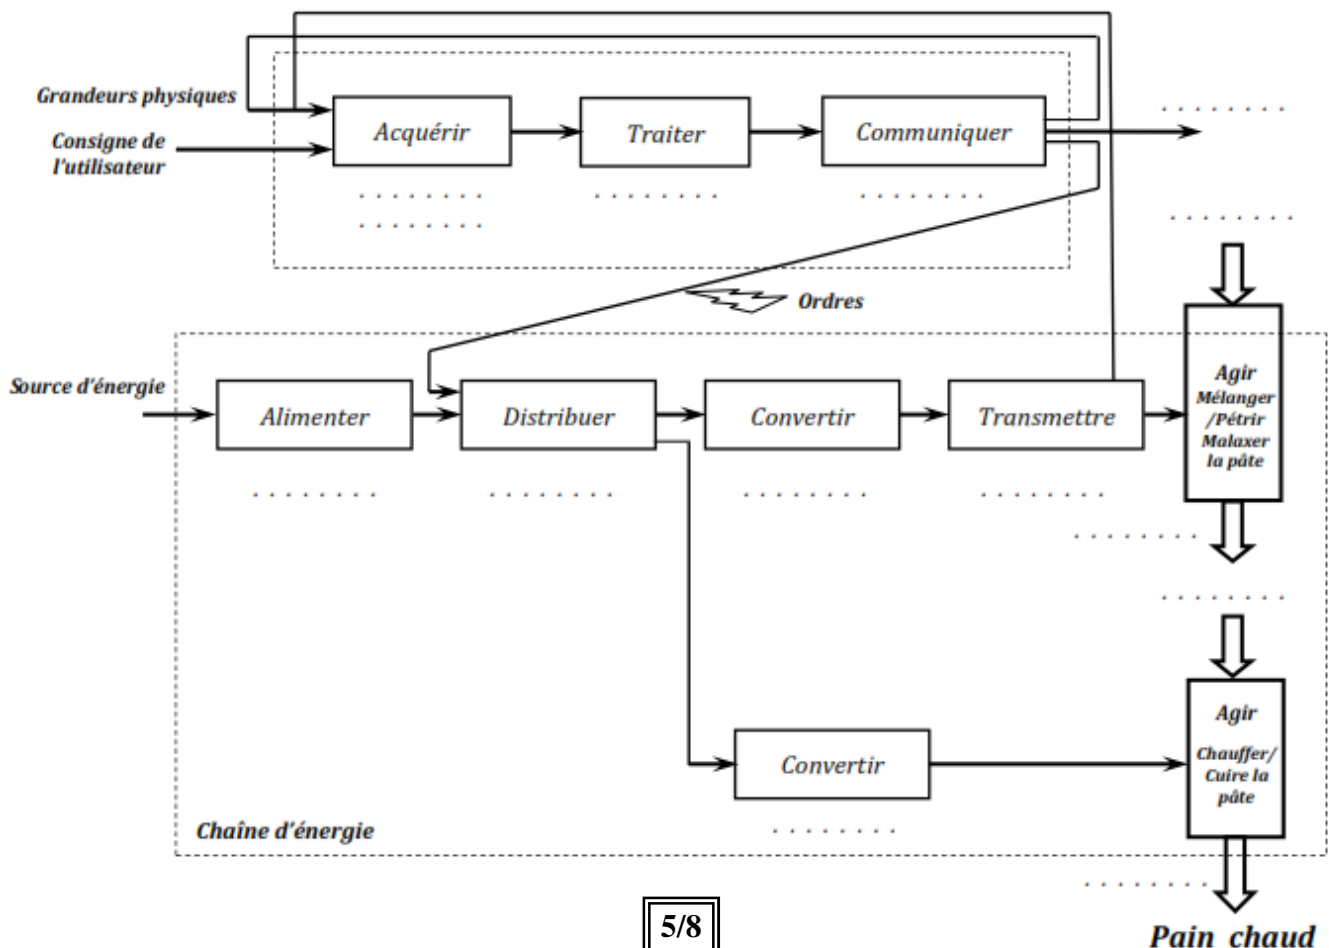 Grandeurs physiques
Consigne de
l'utilisateur
Acquérir
Traiter
Communiquer
. . . . . . . .
. . . . . . . .
. . . . . . . .
. . . . . . . .
. . . . . . . .
. . . . . . . .
Ordres
Source d'énergie
Alimenter
Distribuer
Convertir
Transmettre
Agir
Mélanger
/Pétrir
Malaxer
la pâte
. . . . . . . .
. . . . . . . .
. . . . . . . .
. . . . . . . .
. . . . . . . .
. . . . . . . .
Convertir
. . . . . . . .
Agir
Chauffer/
Cuire la
pâte
Chaîne d'énergie
. . . . . . . .
5/8
Pain chaud